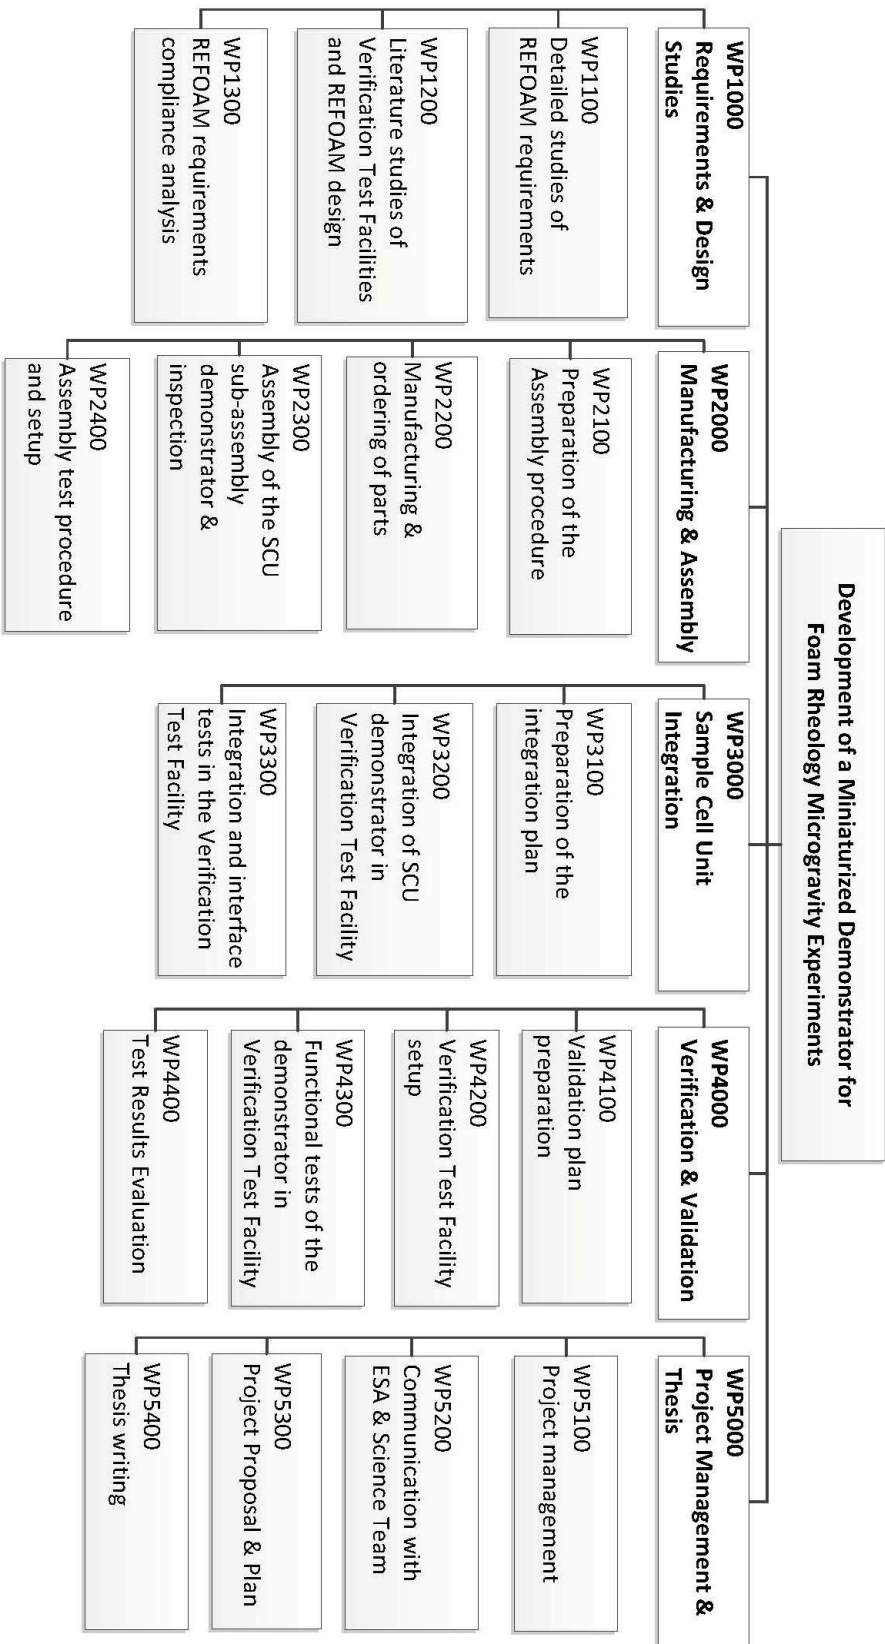 Development of a Miniaturized Demonstrator for
Foam Rheology Microgravity Experiments
WP1000
Requirements & Design
Studies
WP1100
Detailed studies of
REFOAM requirements
WP1200
Literature studies of
Verification Test Facilities
and REFOAM design
WP1300
REFOAM requirements
compliance analysis
WP2000
Manufacturing & Assembly
WP2100
Preparation of the
Assembly procedure
WP2200
Manufacturing &
ordering of parts
WP2300
Assembly of the SCU
sub-assembly
demonstrator &
inspection
WP2400
Assembly test procedure
and setup
WP3000
Sample Cell Unit
Integration
WP3100
Preparation of the
integration plan
WP3200
Integration of SCU
demonstrator in
Verification Test Facility
WP3300
Integration and interface
tests in the Verification
Test Facility
WP4000
Verification & Validation
WP4100
Validation plan
preparation
WP4200
Verification Test Facility
setup
WP4300
Functional tests of the
demonstrator in
Verification Test Facility
WP4400
Test Results Evaluation
WP5000
Project Management &
Thesis
WP5100
Project management
WP5200
Communication with
ESA & Science Team
WP5300
Project Proposal & Plan
WP5400
Thesis writing